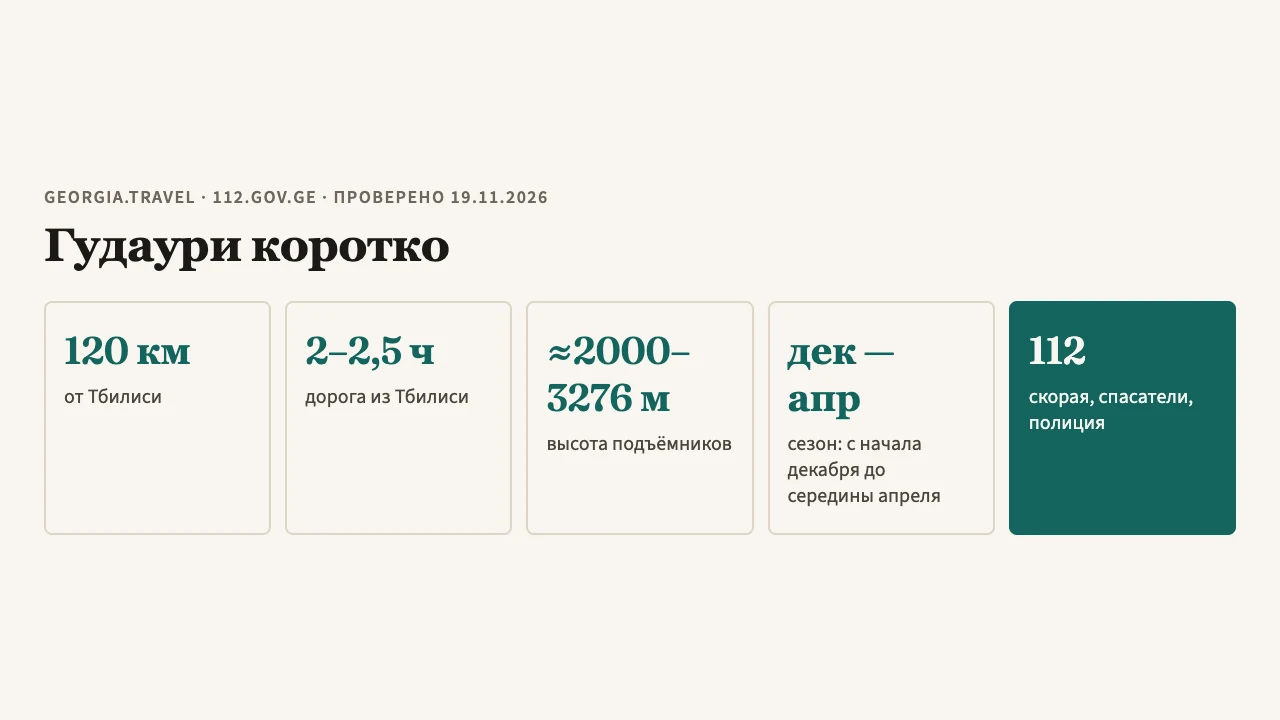 GEORGIA.TRAVEL · 112.GOV.GE · ПРОВЕРЕНО 19.11.2026
Гудаури коротко
120 км
от Тбилиси
2–2,5 ч
дорога из Тбилиси
≈2000–
3276 м
высота подъёмников
дек —
апр
сезон: с начала
декабря до
середины апреля
112
скорая, спасатели,
полиция